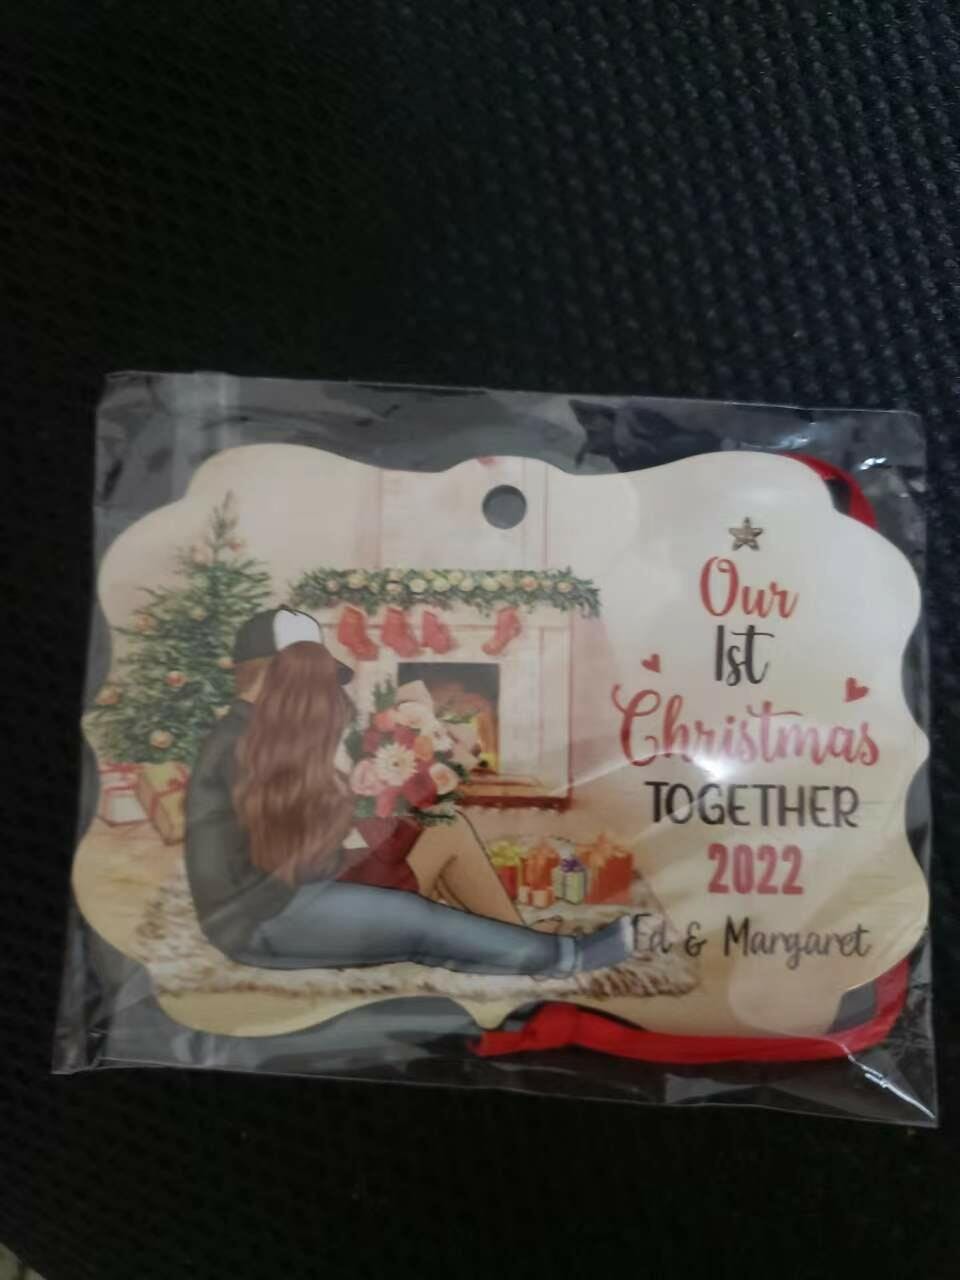 Our
1st
Christmas
TOGETHER
2022
Ed & Margaret